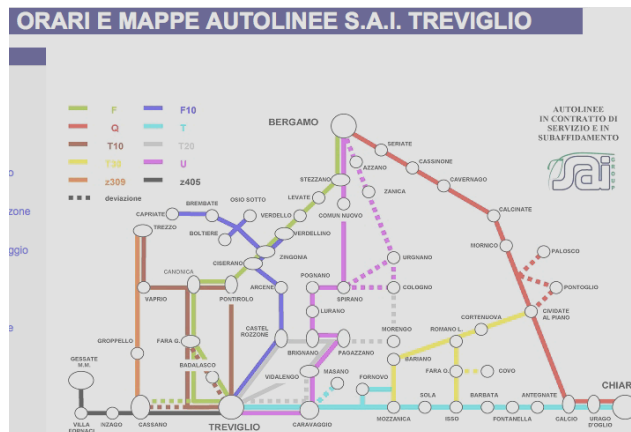 ORARI E MAPPE AUTOLINEE S.A.I. TREVIGLIO
F
F10
Q
T
T10
T20
T30
U
z309
z405
deviazione
AUTOLINEE
IN CONTRATTO DI
SERVIZIO E IN
SUBAFFIDAMENTO
sai
GROUP
BERGAMO
SERIATE
CASSINONE
AZZANO
CAVERNAGO
STEZZANO
ZANICA
LEVATE
OSIO SOTTO
BREMBATE
CAPRIATE
VERDELLO
COMUN NUOVO
CALCINATE
TREZZO
BOLTIERE
VERDELLINO
MORNICO
PALOSCO
ZINGONIA
URGNANO
CISERANO
CANONICA
POGNANO
VAPRIO
PONTIROLO
ARCENE
SPIRANO
COLOGNO
PONTOGLIO
LURANO
CIVIDATE
AL PIANO
CORTENUOVA
MORENGO
ROMANO L.
CASTEL
ROZZONE
FARA G.
GROPPELLO
BRIGNANO
PAGAZZANO
BARIANO
GESSATE
M.M.
BADALASCO
VIDALENGO
MASANO
FORNOVO
FARA O.
COVO
CHIARI
SOLA
BARBATA
ANTEGNATE
VILLA
FORNACI
INZAGO
CASSANO
TREVIGLIO
CARAVAGGIO
MOZZANICA
ISSO
FONTANELLA
CALCIO
URAGO
D'OGLIO